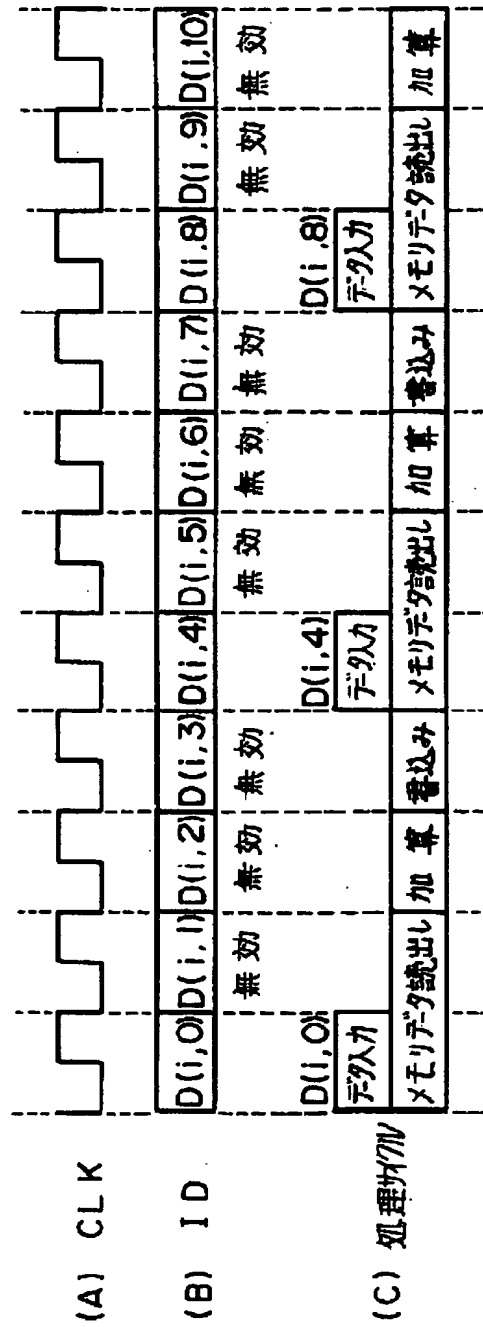 (A) CLK
(B) ID
D(i,0) D(i,1) D(i,2) D(i,3) D(i,4) D(i,5) D(i,6) D(i,7) D(i,8) D(i,9) D(i,10)
無効 無効 無効 無効 無効 無効 無効 無効
D(i,0) D(i,4) D(i,8)
データ入力 データ入力 データ入力
(C) 処理サイクル
メモリデータ読出し 加算 書込み メモリデータ読出し 加算 書込み メモリデータ読出し 加算